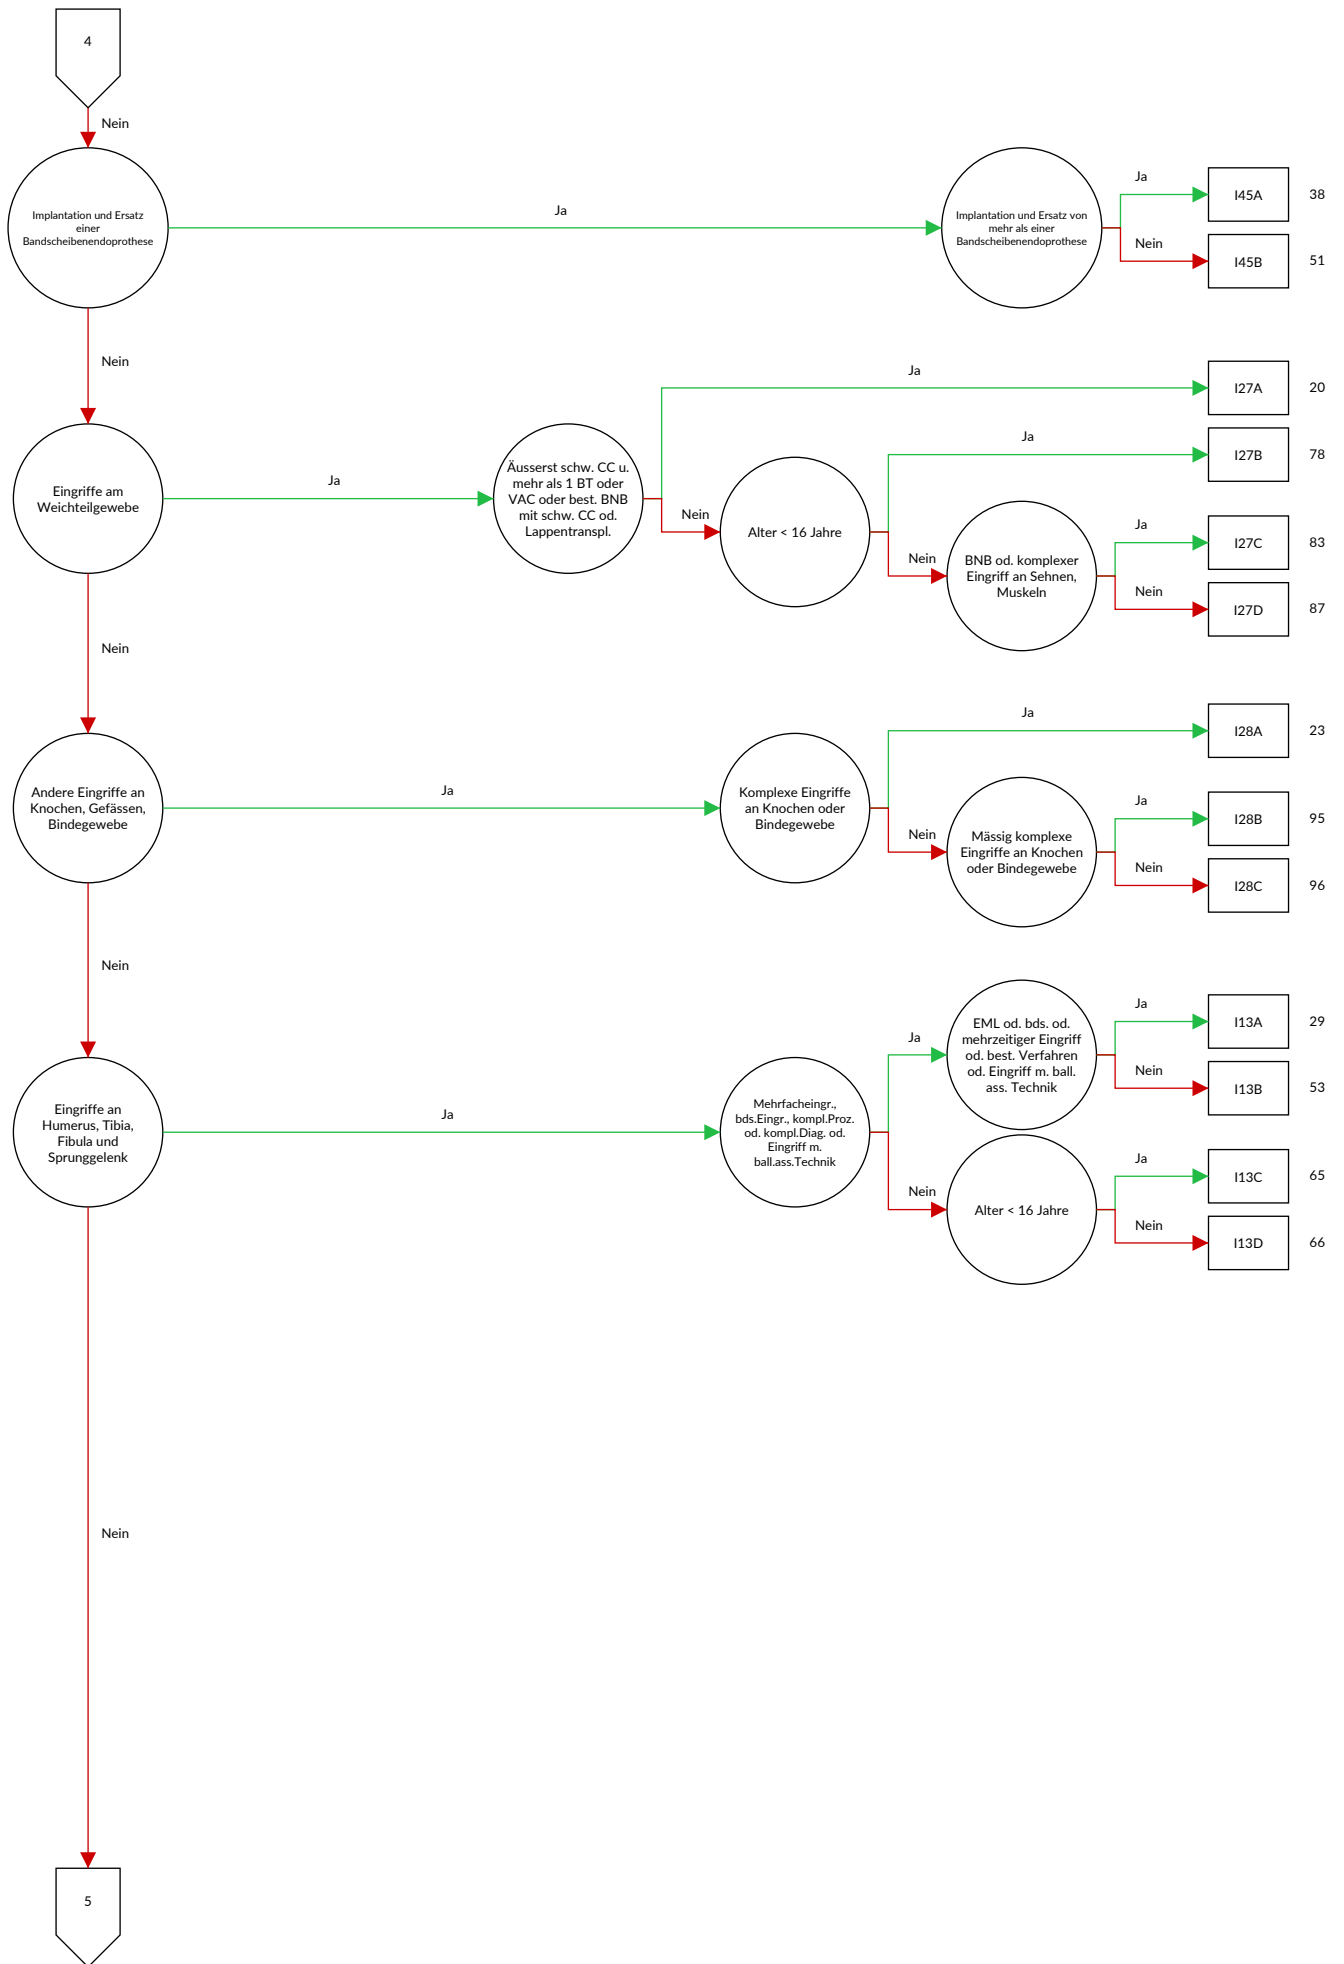 4
Nein
Implantation und Ersatz
einer
Bandscheibenendoprothese
Ja
Implantation und Ersatz von
mehr als einer
Bandscheibenendoprothese
Ja
I45A
38
Nein
I45B
51
Nein
Eingriffe am
Weichteilgewebe
Ja
Äusserst schw. CC u.
mehr als 1 BT oder
VAC oder best. BNB
mit schw. CC od.
Lappentranspl.
Ja
I27A
20
Nein
Alter < 16 Jahre
Ja
I27B
78
Nein
BNB od. komplexer
Eingriff an Sehnen,
Muskeln
Ja
I27C
83
Nein
I27D
87
Nein
Andere Eingriffe an
Knochen, Gefässen,
Bindegewebe
Ja
Komplexe Eingriffe
an Knochen oder
Bindegewebe
Ja
I28A
23
Nein
Mässig komplexe
Eingriffe an Knochen
oder Bindegewebe
Ja
I28B
95
Nein
I28C
96
Nein
Eingriffe an
Humerus, Tibia,
Fibula und
Sprunggelenk
Ja
Mehrfacheingr.,
bds.Eingr., kompl.Proz.
od. kompl.Diag. od.
Eingriff m.
ball.ass.Technik
Ja
EML od. bds. od.
mehrzeitiger Eingriff
od. best. Verfahren
od. Eingriff m. ball.
ass. Technik
Ja
I13A
29
Nein
I13B
53
Nein
Alter < 16 Jahre
Ja
I13C
65
Nein
I13D
66
Nein
5